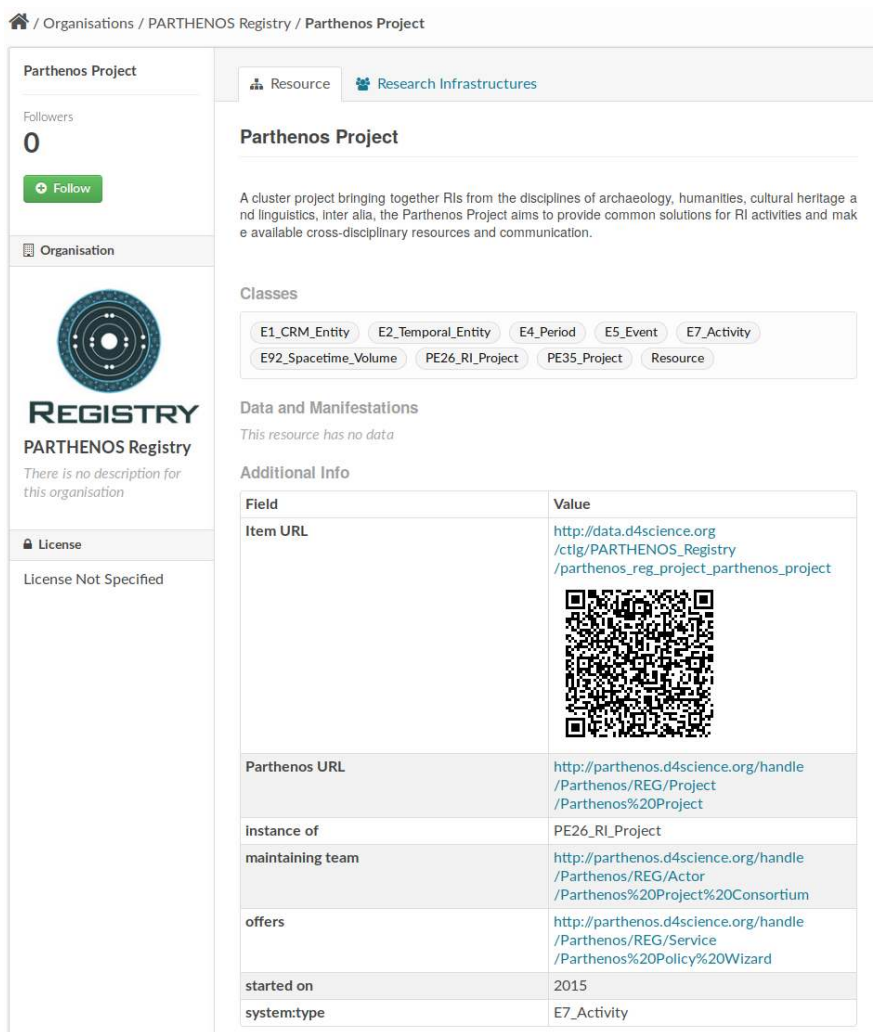 / Organisations / PARTHENOS Registry / Parthenos Project
Parthenos Project
Followers
0
Follow
Organisation
REGISTRY
PARTHENOS Registry
There is no description for
this organisation
License
License Not Specified
Resource
Research Infrastructures
Parthenos Project
A cluster project bringing together RIs from the disciplines of archaeology, humanities, cultural heritage a
nd linguistics, inter alia, the Parthenos Project aims to provide common solutions for RI activities and mak
e available cross-disciplinary resources and communication.
Classes
E1_CRM_Entity E2_Temporal_Entity E4_Period E5_Event E7_Activity
E92_Spacetime_Volume PE26_RI_Project PE35_Project Resource
Data and Manifestations
This resource has no data
Additional Info
Field Value
Item URL http://data.d4science.org
/ctlg/PARTHENOS_Registry
/parthenos_reg_project_parthenos_project
Parthenos URL http://parthenos.d4science.org/handle
/Parthenos/REG/Project
/Parthenos%20Project
instance of PE26_RI_Project
maintaining team http://parthenos.d4science.org/handle
/Parthenos/REG/Actor
/Parthenos%20Project%20Consortium
offers http://parthenos.d4science.org/handle
/Parthenos/REG/Service
/Parthenos%20Policy%20Wizard
started on 2015
system:type E7_Activity